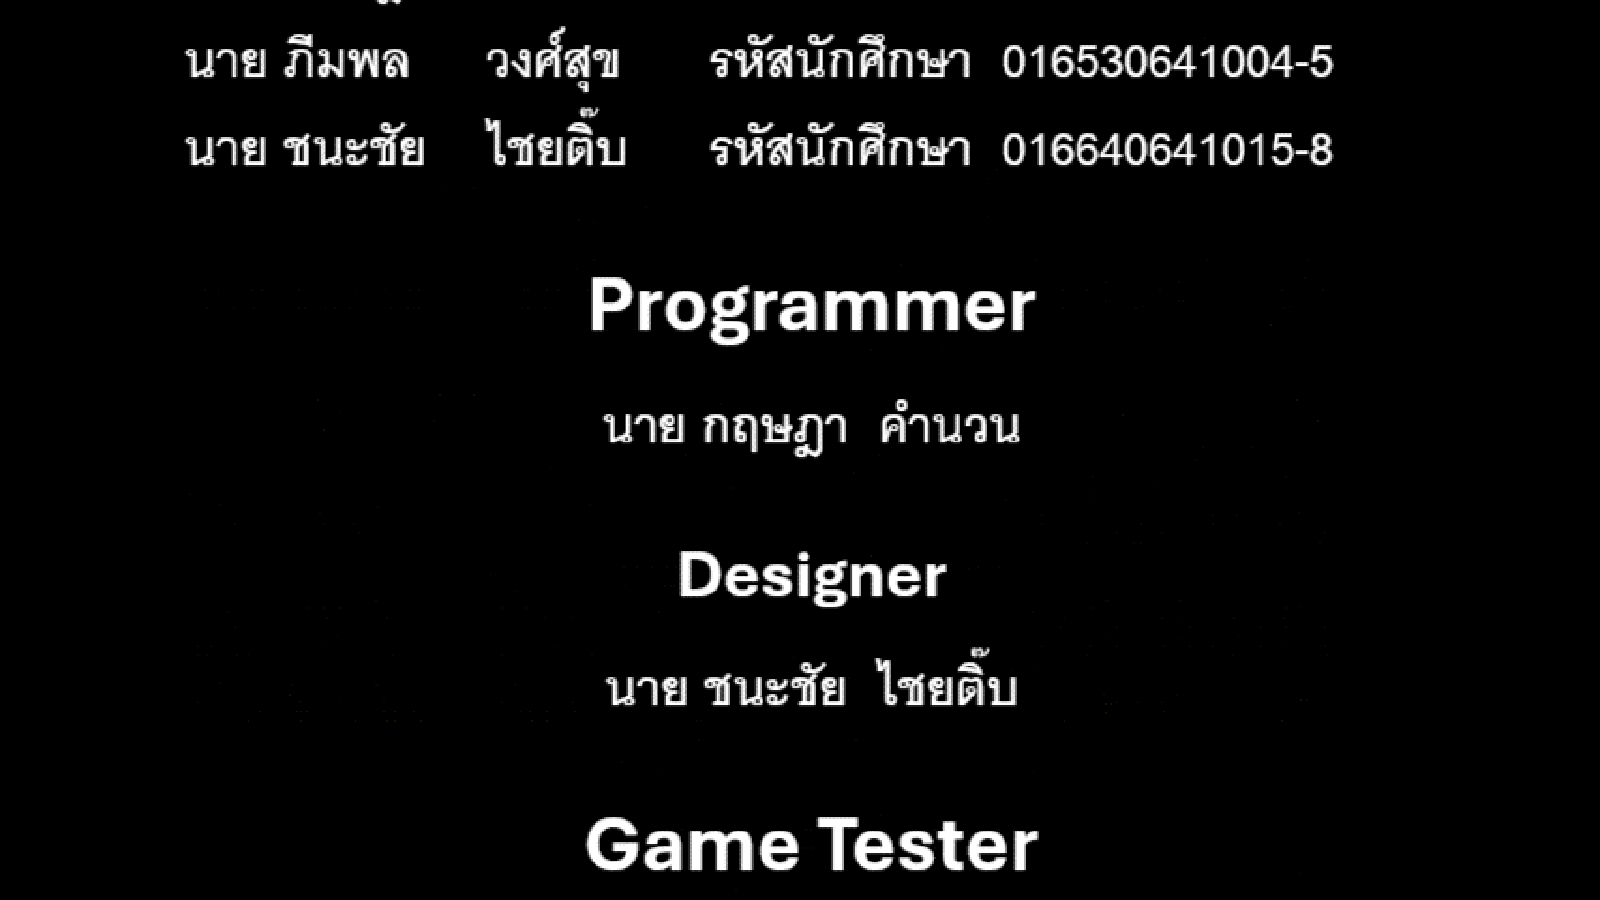 นาย ภีมพล วงศ์สุข รหัสนักศึกษา 016530641004-5
นาย ชนะชัย ไชยติ๊บ รหัสนักศึกษา 016640641015-8
Programmer
นาย กฤษฎา คำนวน
Designer
นาย ชนะชัย ไชยติ๊บ
Game Tester